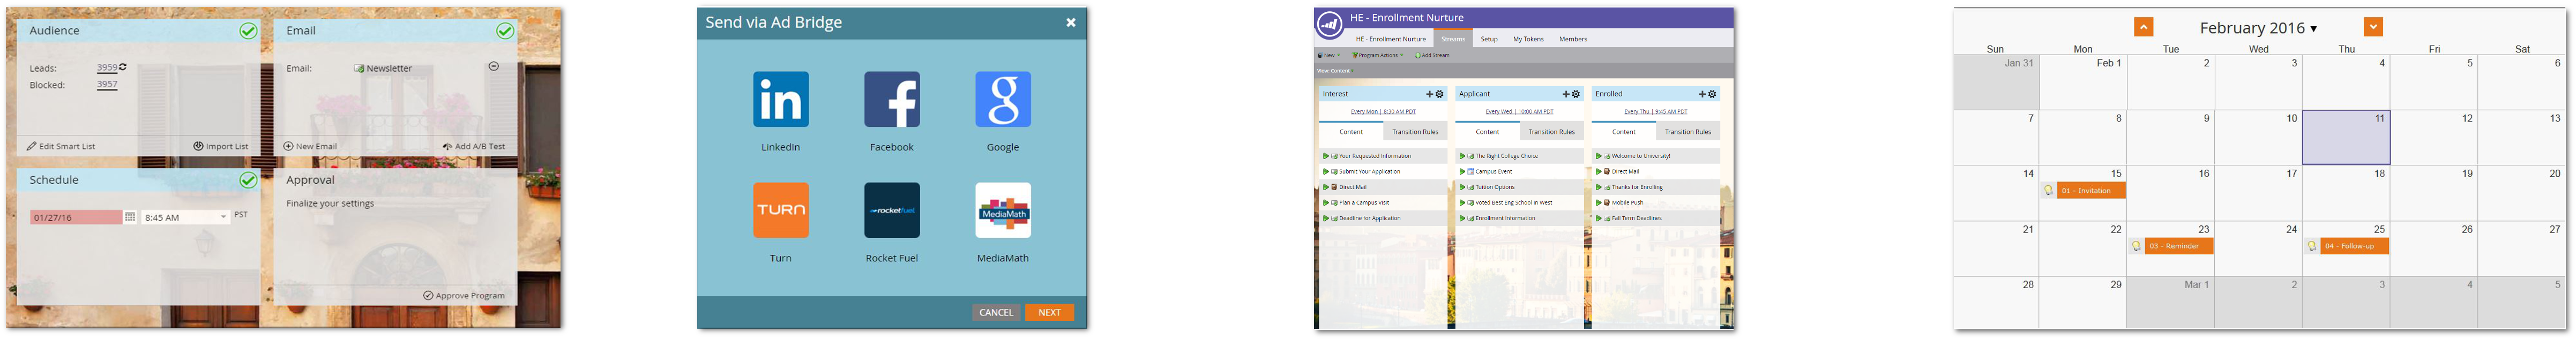 Audience
Leads: 3959
Blocked: 3957
Edit Smart List Import List
Email
Email: Newsletter
New Email Add A/B Test
Schedule
01/27/16 8:45 AM PST
Approval
Finalize your settings
Approve Program
Send via Ad Bridge
in
LinkedIn
f
Facebook
g
Google
TURN
Turn
rocketfuel
Rocket Fuel
MediaMath
MediaMath
CANCEL NEXT
HE - Enrollment Nurture
HE - Enrollment Nurture Streams Setup My Tokens Members
New Program Actions Add Stream
View: Content
Interest
Every Mon | 8:30 AM PDT
Content Transition Rules
Your Requested Information
Submit Your Application
Direct Mail
Plan a Campus Visit
Deadline for Application
Applicant
Every Wed | 10:00 AM PDT
Content Transition Rules
The Right College Choice
Campus Event
Tuition Options
Voted Best Eng School in West
Enrollment Information
Enrolled
Every Thu | 9:45 AM PDT
Content Transition Rules
Welcome to University!
Direct Mail
Thanks for Enrolling
Mobile Push
Fall Term Deadlines
February 2016
Sun Mon Tue Wed Thu Fri Sat
Jan 31 Feb 1 2 3 4 5 6
7 8 9 10 11 12 13
14 15 16 17 18 19 20
01 - Invitation
21 22 23 24 25 26 27
03 - Reminder 04 - Follow-up
28 29 Mar 1 2 3 4 5